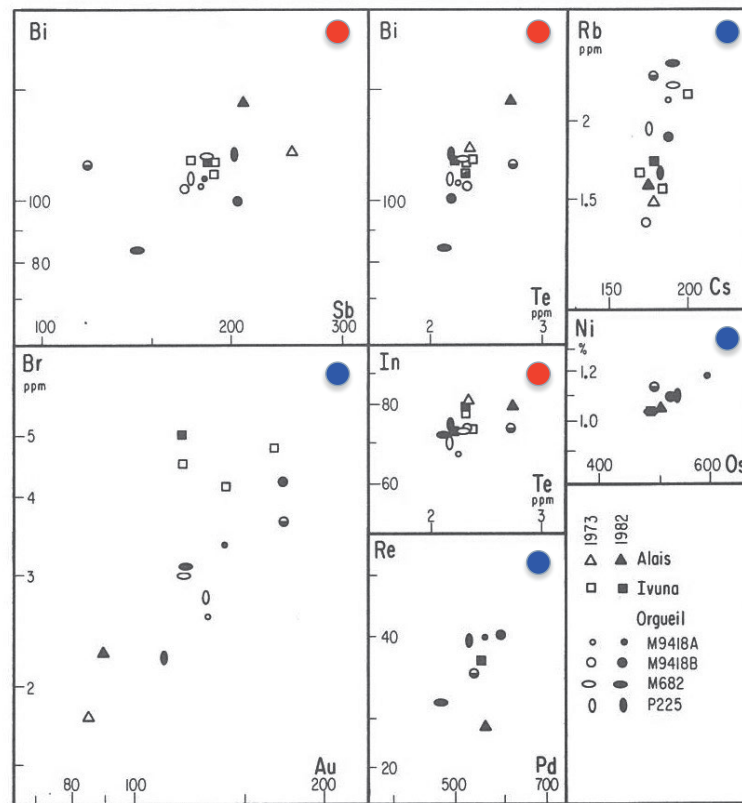 Bi
100
80
100
200
Sb
300
Bi
100
2
Te
ppm
3
Rb
ppm
2
1.5
150
200
Cs
Br
ppm
5
4
3
2
80
100
Au
200
In
80
60
2
Te
ppm
3
Ni
%
1.2
1.0
400
600
Os
Re
40
20
500
Pd
700
1973
1982
Alais
Ivuna
Orgueil
M9418A
M9418B
M682
P225